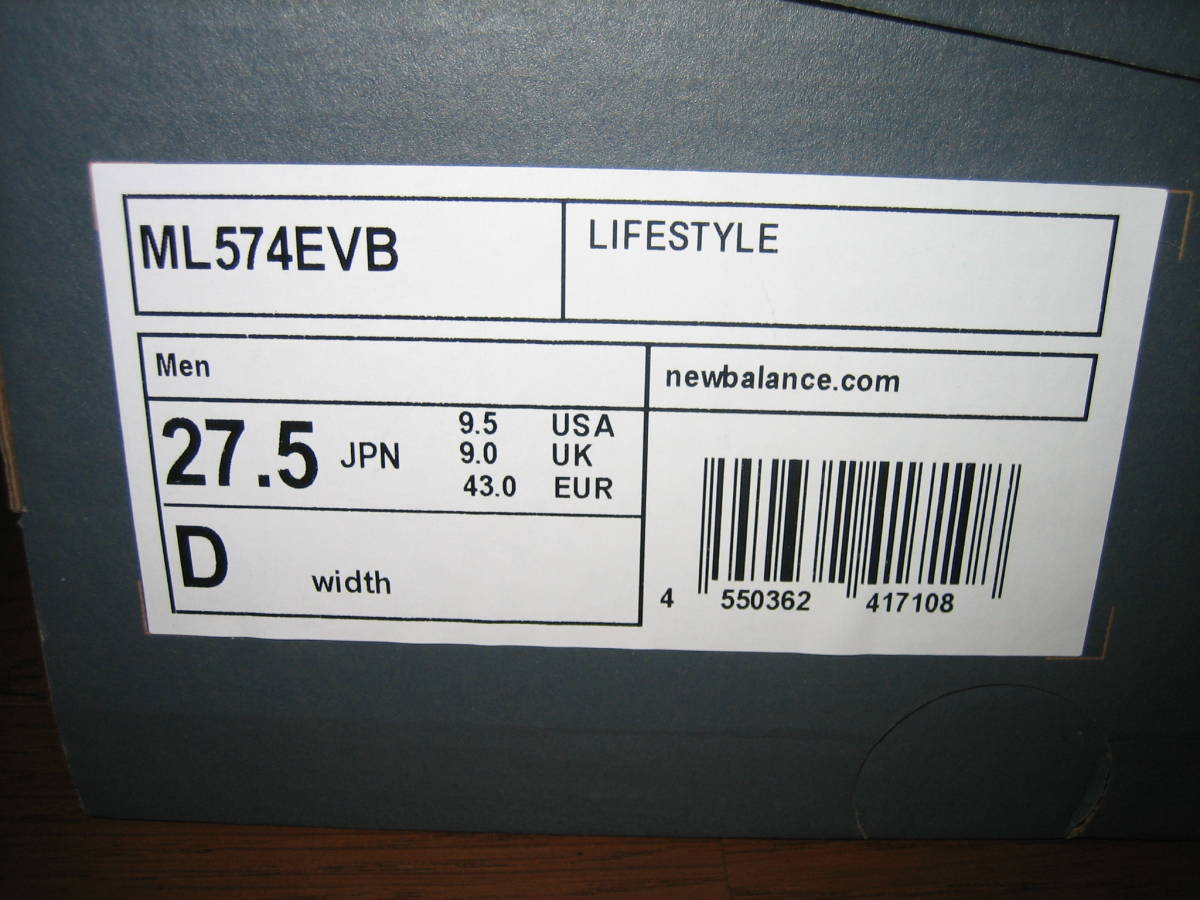 ML574EVB
LIFESTYLE
Men
newbalance.com
27.5 JPN
9.5 USA
9.0 UK
43.0 EUR
D width
4 550362 417108